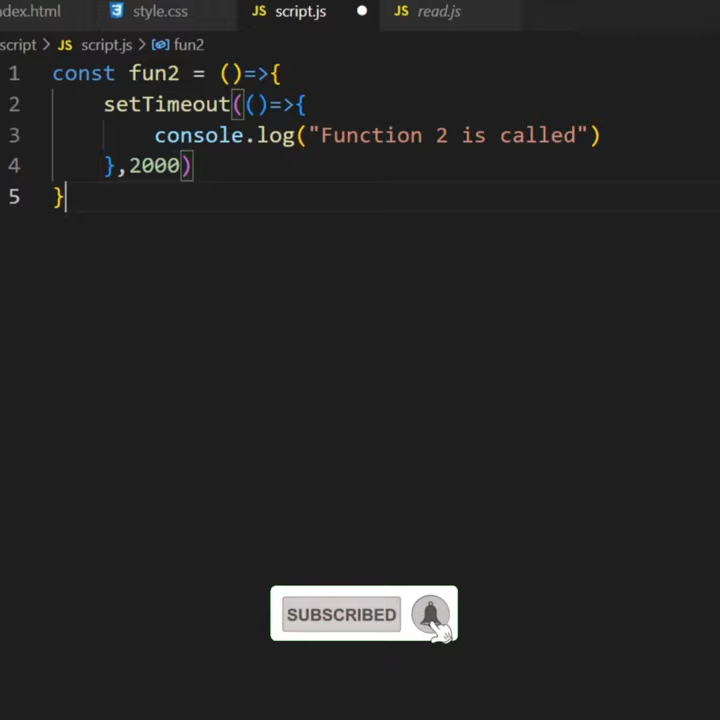 ndex.html style.css JS script.js JS read.js
script > JS script.js > fun2
1 const fun2 = ()=>{
2 setTimeout(()=>{
3 console.log("Function 2 is called")
4 },2000)
5 }
SUBSCRIBED